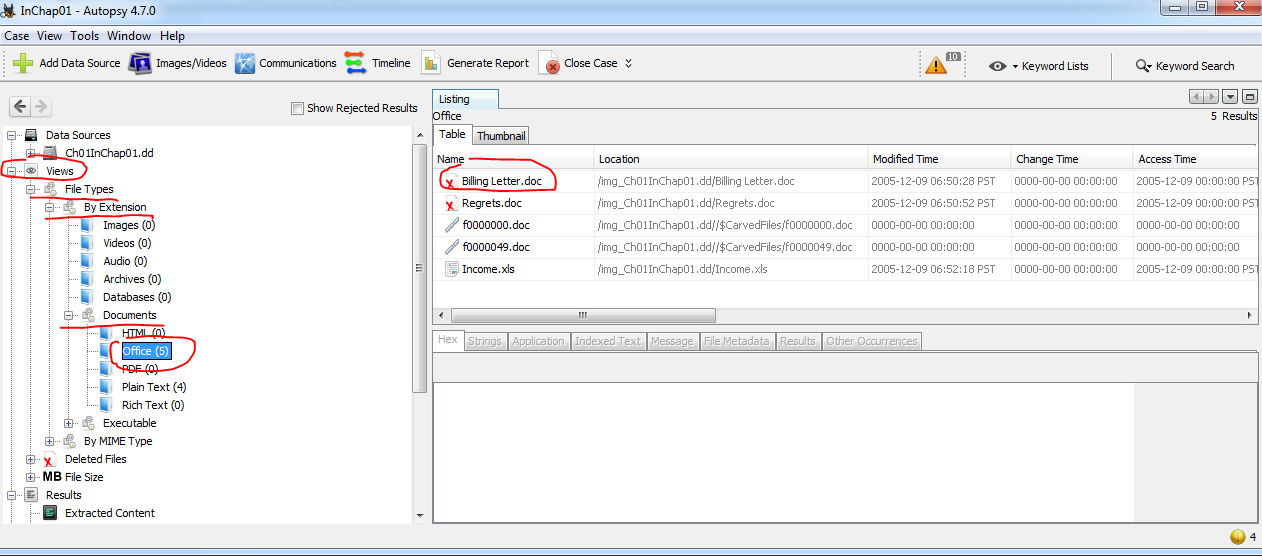 InChap01 - Autopsy 4.7.0
Case View Tools Window Help
Add Data Source Images/Videos Communications Timeline Generate Report Close Case 10 Keyword Lists Keyword Search
Show Rejected Results
Data Sources
Ch01InChap01.dd
Views
File Types
By Extension
Images (0)
Videos (0)
Audio (0)
Archives (0)
Databases (0)
Documents
HTML (0)
Office (5)
PDF (0)
Plain Text (4)
Rich Text (0)
Executable
By MIME Type
Deleted Files
MB File Size
Results
Extracted Content
Listing
Office 5 Results
Table Thumbnail
Name Location Modified Time Change Time Access Time
Billing Letter.doc /img_Ch01InChap01.dd/Billing Letter.doc 2005-12-09 06:50:28 PST 0000-00-00 00:00:00 2005-12-09 00:00:00 PST
Regrets.doc /img_Ch01InChap01.dd/Regrets.doc 2005-12-09 06:50:52 PST 0000-00-00 00:00:00 2005-12-09 00:00:00 PST
f0000000.doc /img_Ch01InChap01.dd//$CarvedFiles/f0000000.doc 0000-00-00 00:00:00 0000-00-00 00:00:00 0000-00-00 00:00:00
f0000049.doc /img_Ch01InChap01.dd//$CarvedFiles/f0000049.doc 0000-00-00 00:00:00 0000-00-00 00:00:00 0000-00-00 00:00:00
Income.xls /img_Ch01InChap01.dd/Income.xls 2005-12-09 06:52:18 PST 0000-00-00 00:00:00 2005-12-09 00:00:00 PST
Hex Strings Application Indexed Text Message File Metadata Results Other Occurrences
4